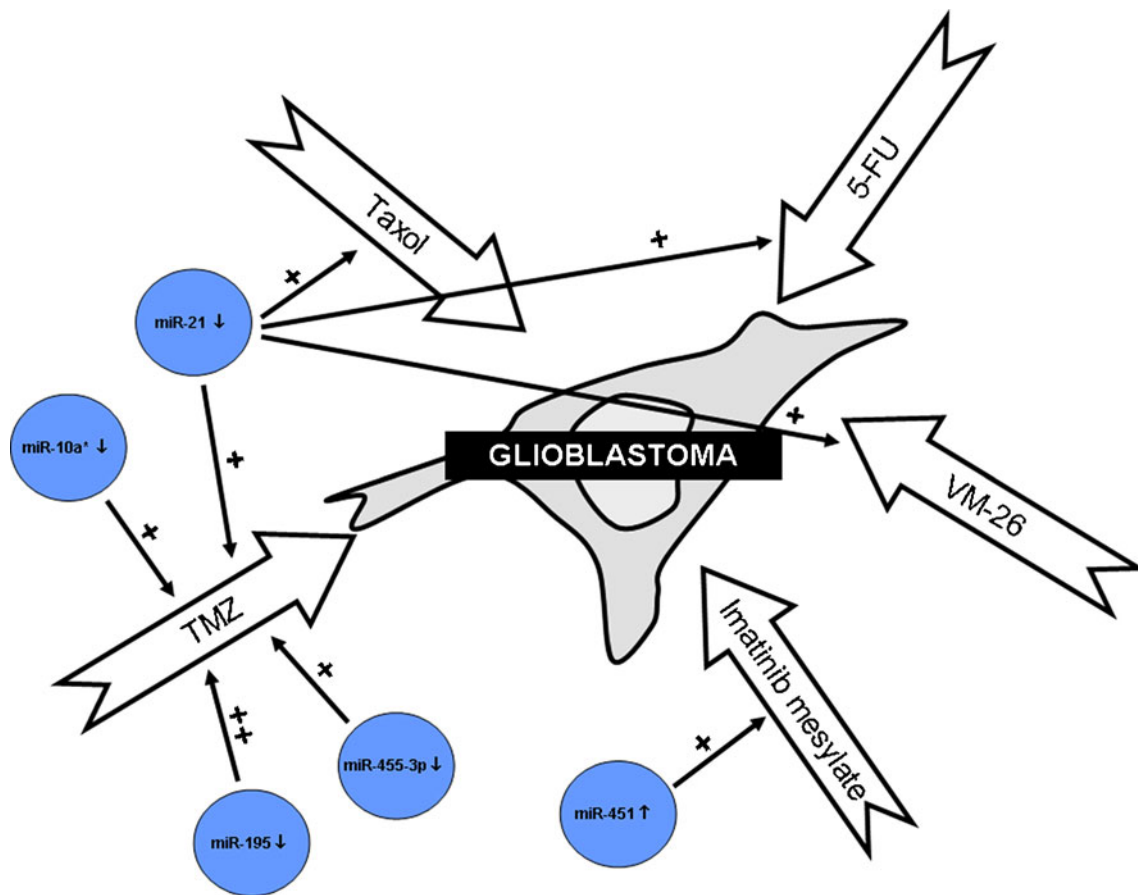 5-FU
Taxol
+
+
miR-21 ↓
+
GLIOBLASTOMA
miR-10a* ↓
+
VM-26
+
TMZ
Imatinib mesylate
+
++
+
miR-455-3p ↓
miR-451 ↑
miR-195 ↓